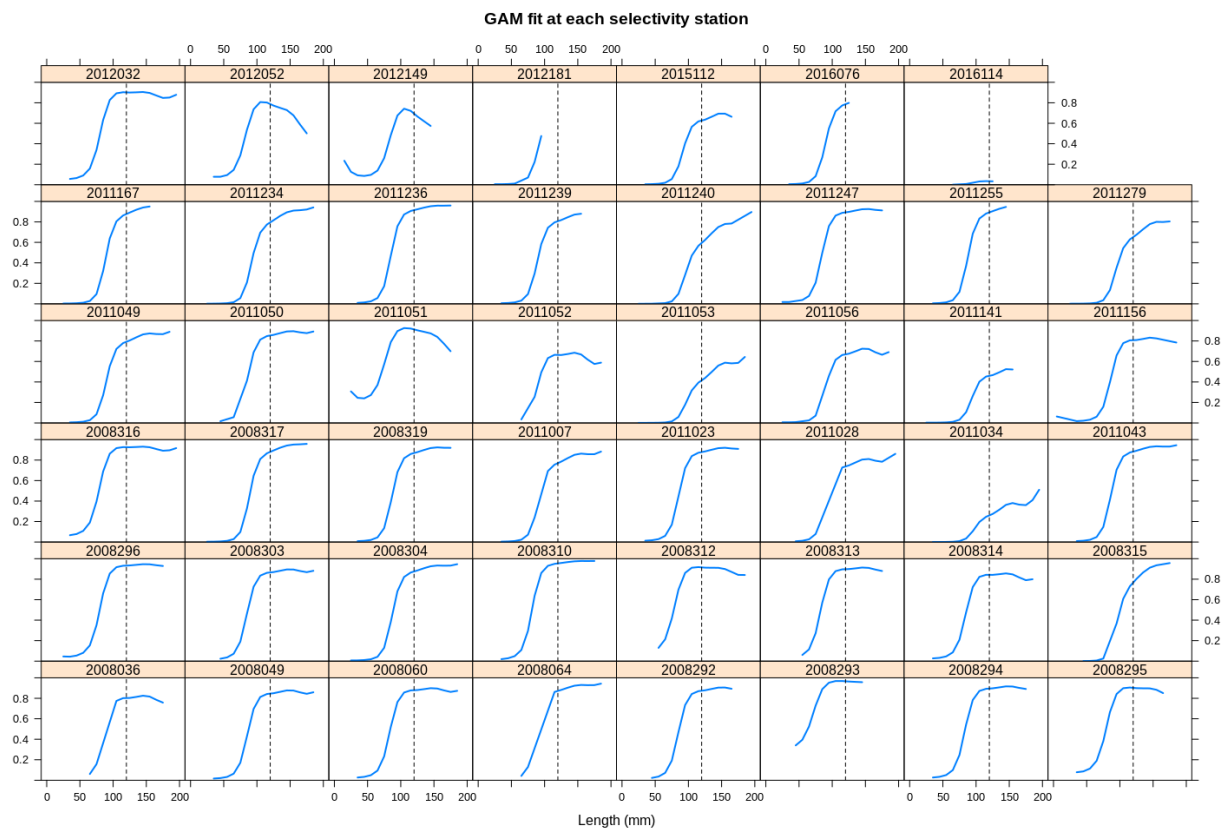 GAM fit at each selectivity station
0 50 100 150 200 0 50 100 150 200 0 50 100 150 200
2012032 2012052 2012149 2012181 2015112 2016076 2016114
0.8
0.6
0.4
0.2
2011167 2011234 2011236 2011239 2011240 2011247 2011255 2011279
0.8
0.6
0.4
0.2
2011049 2011050 2011051 2011052 2011053 2011056 2011141 2011156
0.8
0.6
0.4
0.2
2008316 2008317 2008319 2011007 2011023 2011028 2011034 2011043
0.8
0.6
0.4
0.2
2008296 2008303 2008304 2008310 2008312 2008313 2008314 2008315
0.8
0.6
0.4
0.2
2008036 2008049 2008060 2008064 2008292 2008293 2008294 2008295
0.8
0.6
0.4
0.2
0 50 100 150 200 0 50 100 150 200 0 50 100 150 200 0 50 100 150 200
Length (mm)